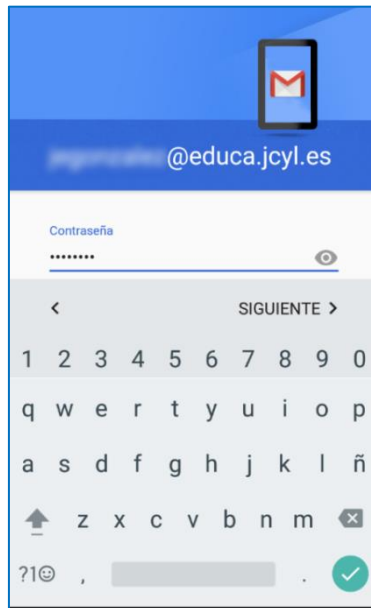 @educa.jcyl.es
Contraseña
••••••••
< SIGUIENTE >
1 2 3 4 5 6 7 8 9 0
q w e r t y u i o p
a s d f g h j k l ñ
z x c v b n m
?1☺ , .